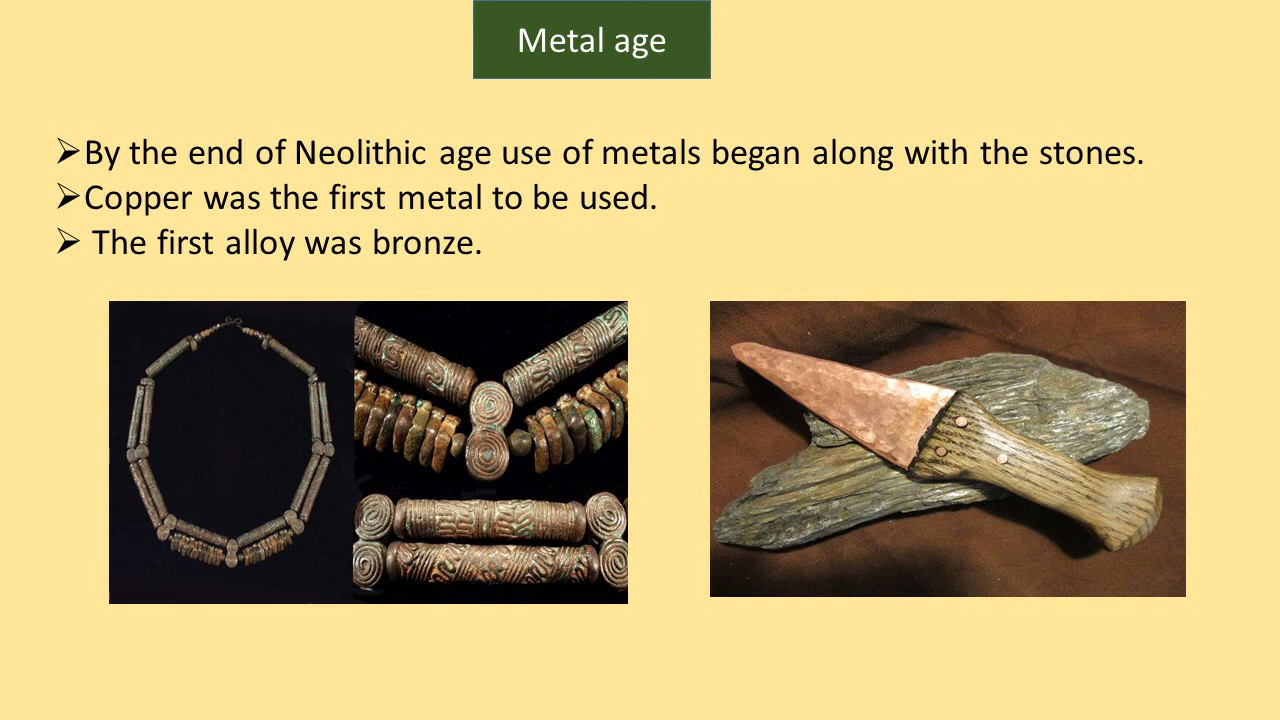 Metal age
➢By the end of Neolithic age use of metals began along with the stones.
➢Copper was the first metal to be used.
➢ The first alloy was bronze.